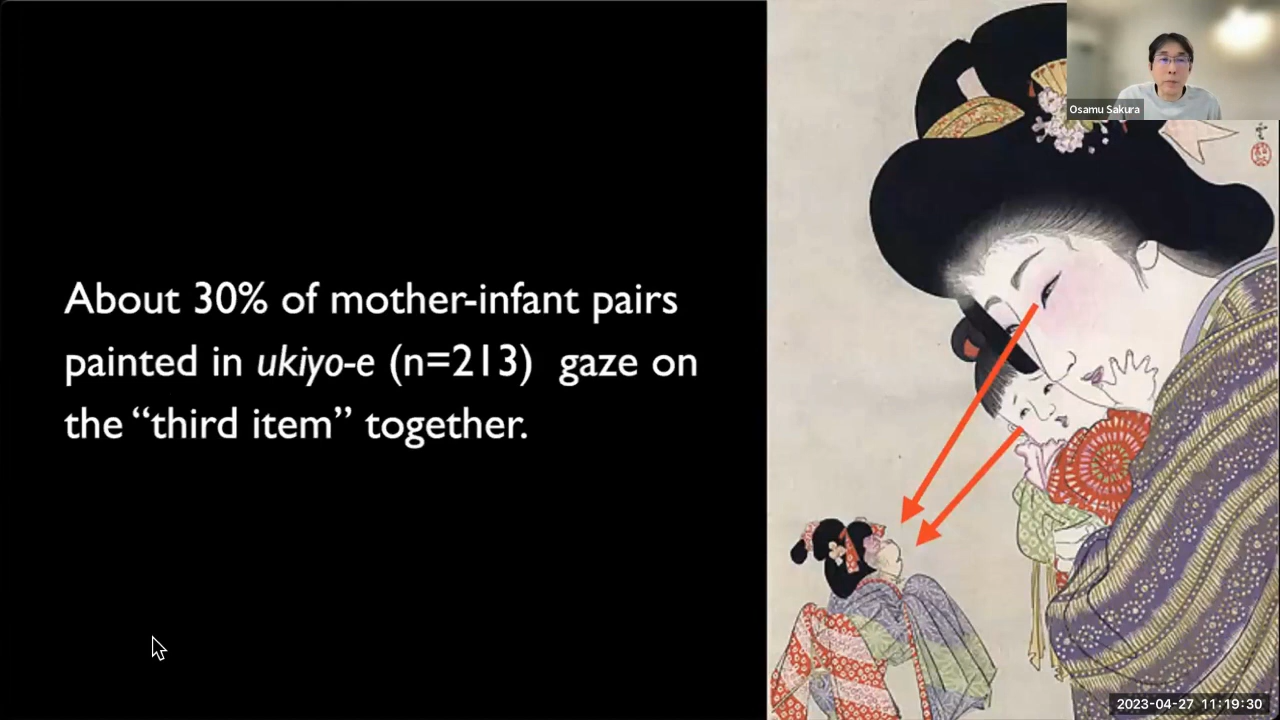 About 30% of mother-infant pairs
painted in ukiyo-e (n=213) gaze on
the “third item” together.
Osamu Sakura
2023-04-27 11:19:30